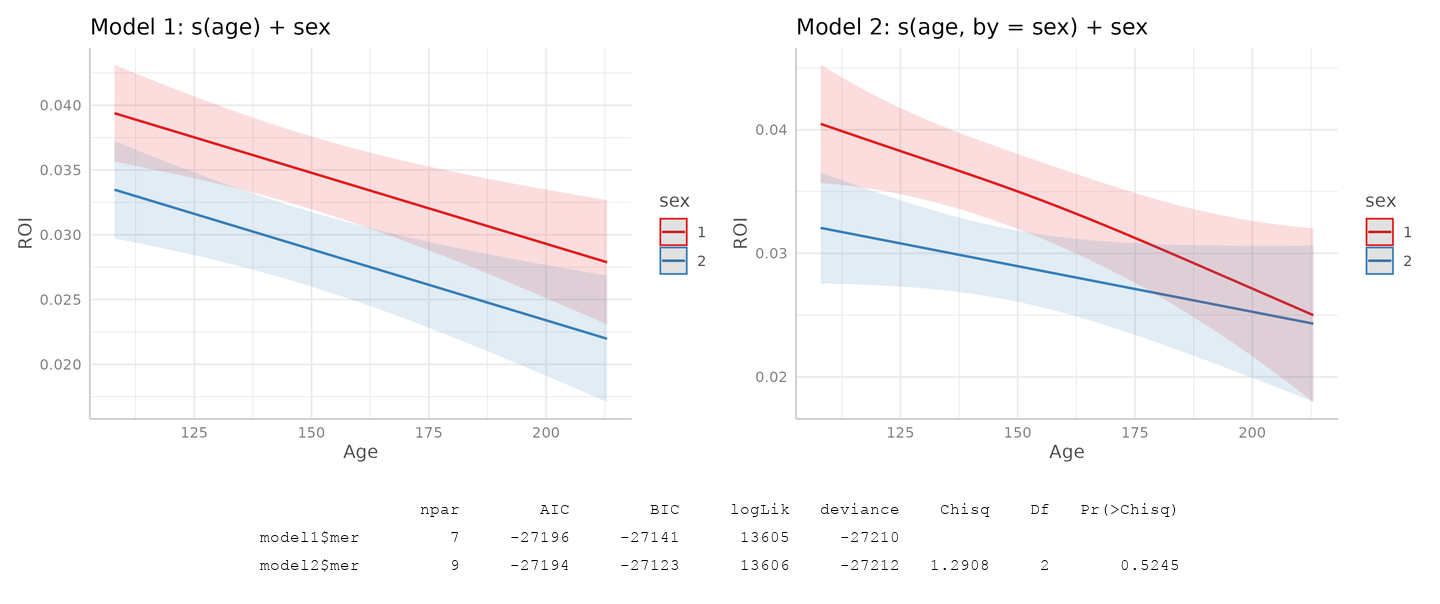 Model 1: s(age) + sex
0.040
0.035
0.030
0.025
0.020
ROI
125 150 175 200
Age
sex
1
2
Model 2: s(age, by = sex) + sex
0.04
0.03
0.02
ROI
125 150 175 200
Age
sex
1
2
npar AIC BIC logLik deviance Chisq Df Pr(>Chisq)
model1$mer 7 -27196 -27141 13605 -27210
model2$mer 9 -27194 -27123 13606 -27212 1.2908 2 0.5245